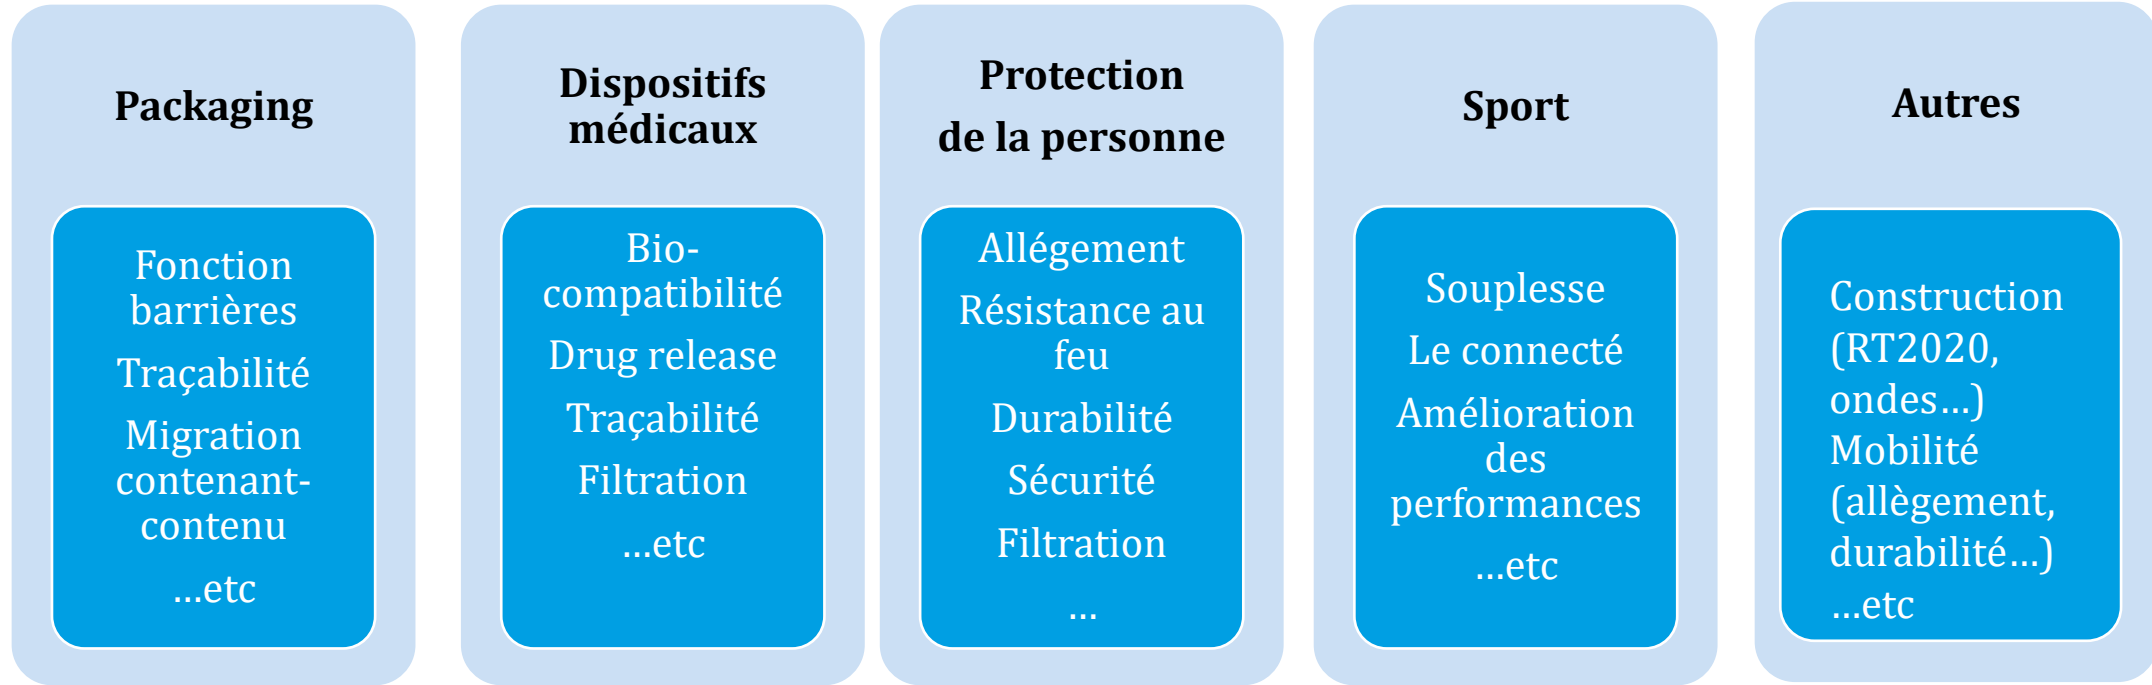 Packaging
Fonction
barrières
Traçabilité
Migration
contenant-
contenu
...etc
Dispositifs
médicaux
Bio-
compatibilité
Drug release
Traçabilité
Filtration
...etc
Protection
de la personne
Allégement
Résistance au
feu
Durabilité
Sécurité
Filtration
...
Sport
Souplesse
Le connecté
Amélioration
des
performances
...etc
Autres
Construction
(RT2020,
ondes...)
Mobilité
(allègement,
durabilité...)
...etc